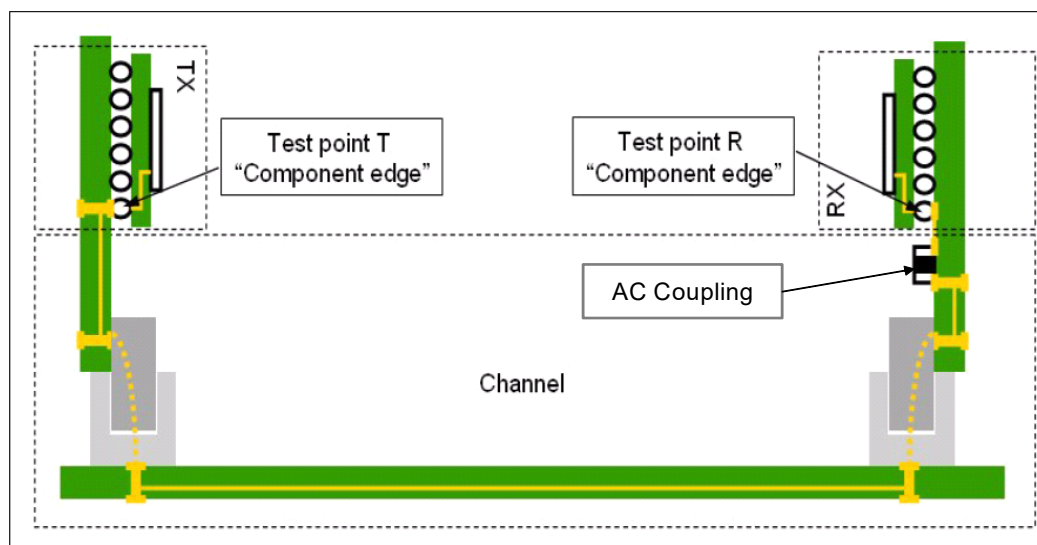 TX
Test point T
“Component edge”
Test point R
“Component edge”
RX
AC Coupling
Channel